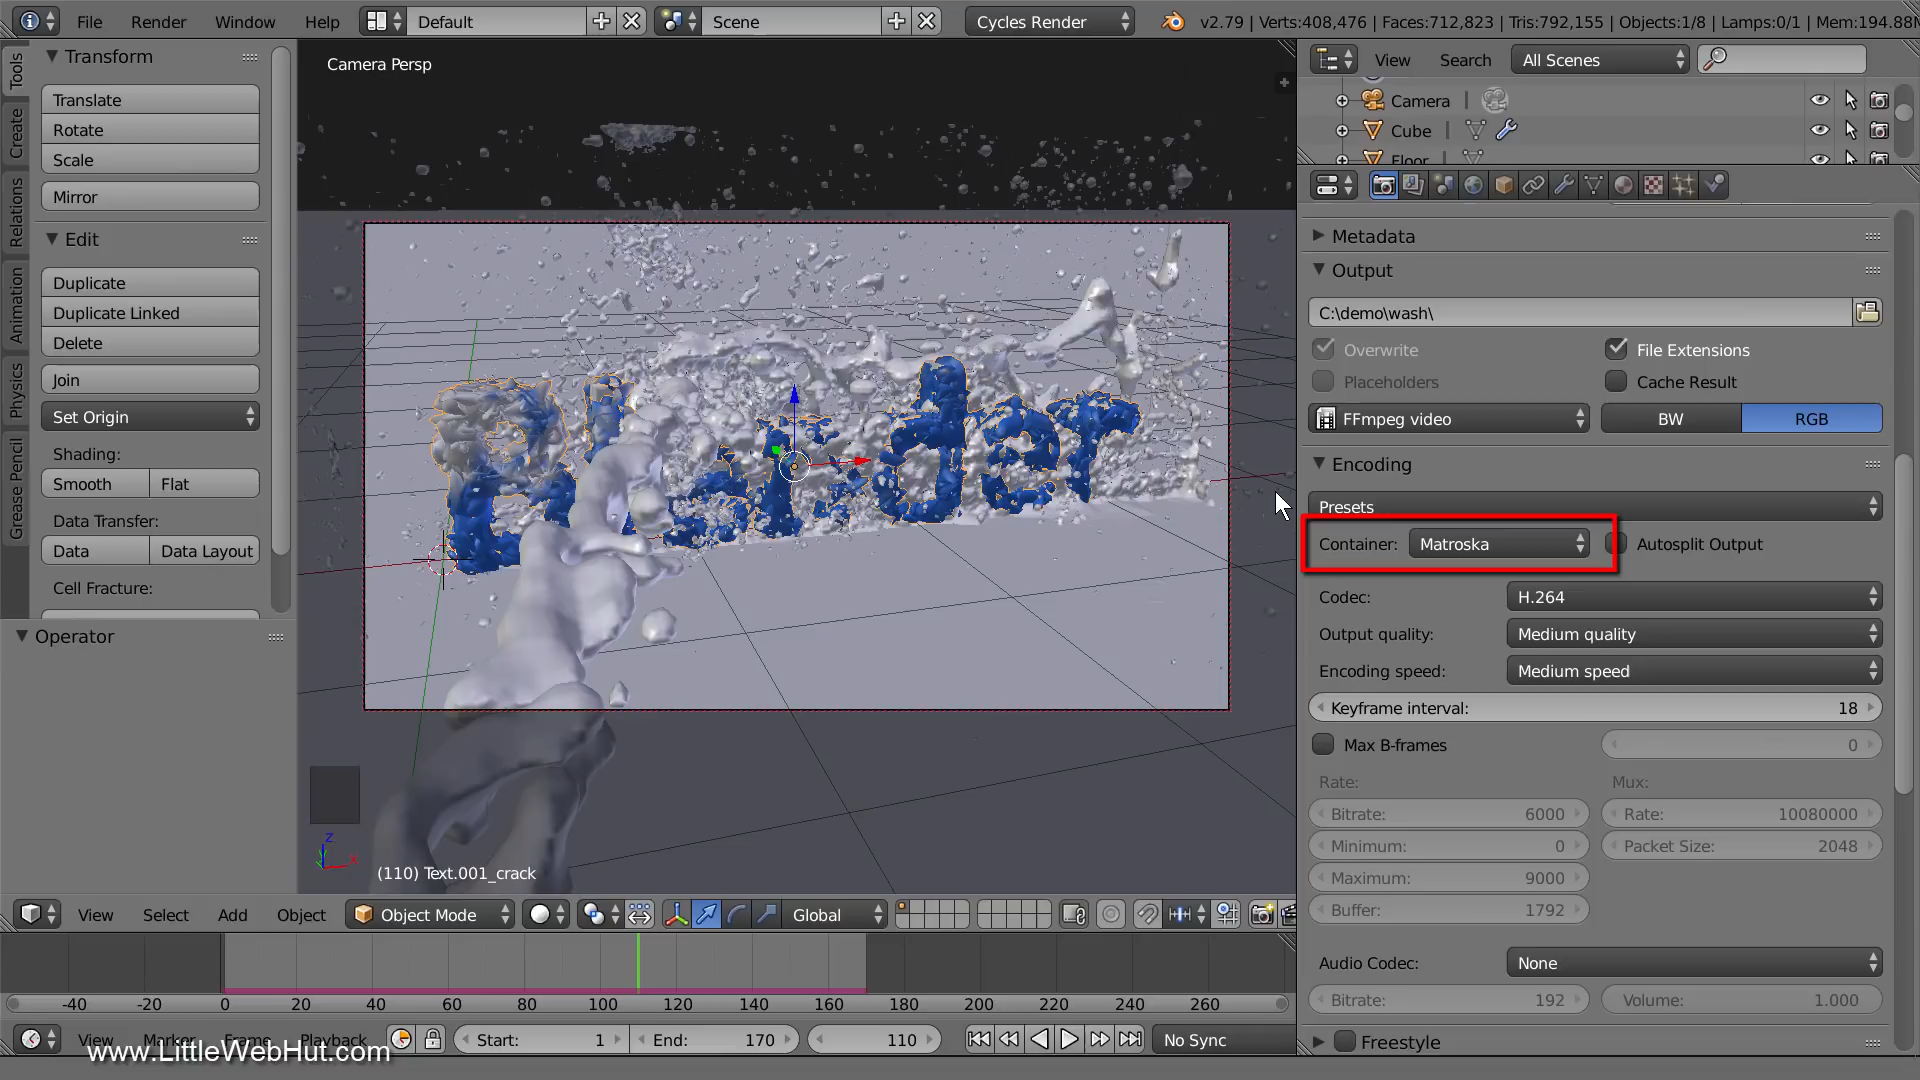 File Render Window Help Default Scene Cycles Render v2.79 | Verts:408,476 | Faces:712,823 | Tris:792,155 | Objects:1/8 | Lamps:0/1 | Mem:194.88M
Tools
Create
Relations
Animation
Physics
Grease Pencil
Transform
Translate
Rotate
Scale
Mirror
Edit
Duplicate
Duplicate Linked
Delete
Join
Set Origin
Shading:
Smooth Flat
Data Transfer:
Data Data Layout
Cell Fracture:
Operator
Camera Persp
(110) Text.001_crack
View Select Add Object Object Mode Global
-40 -20 0 20 40 60 80 100 120 140 160 180 200 220 240 260
View Marker Frame Playback Start: 1 End: 170 110 No Sync
www.LittleWebHut.com
View Search All Scenes
Camera
Cube
Floor
Metadata
Output
C:\demo\wash\
Overwrite File Extensions
Placeholders Cache Result
FFmpeg video BW RGB
Encoding
Presets
Container: Matroska Autosplit Output
Codec: H.264
Output quality: Medium quality
Encoding speed: Medium speed
Keyframe interval: 18
Max B-frames 0
Rate: Mux:
Bitrate: 6000 Rate: 10080000
Minimum: 0 Packet Size: 2048
Maximum: 9000
Buffer: 1792
Audio Codec: None
Bitrate: 192 Volume: 1.000
Freestyle